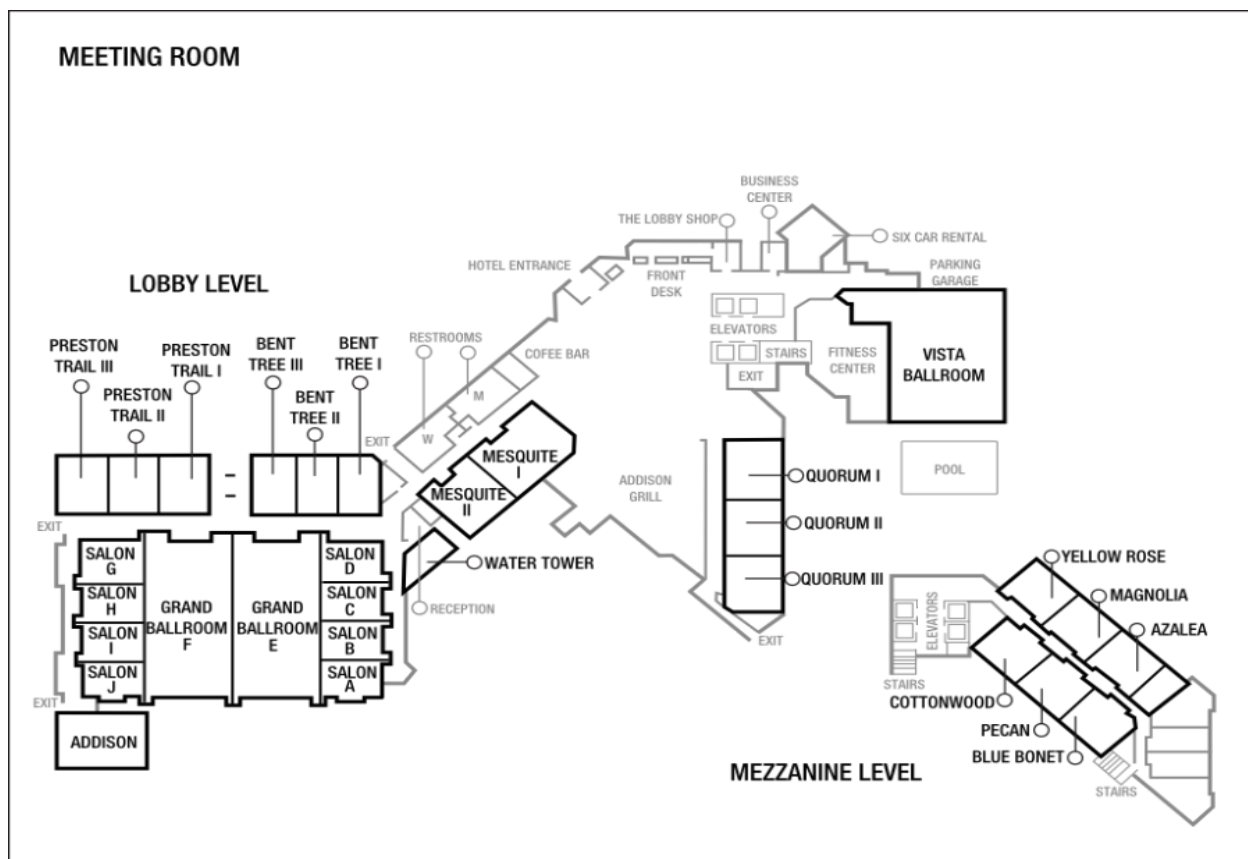 MEETING ROOM
BUSINESS
CENTER
THE LOBBY SHOP
SIX CAR RENTAL
HOTEL ENTRANCE
FRONT
DESK
PARKING
GARAGE
LOBBY LEVEL
ELEVATORS
RESTROOMS
COFEE BAR
STAIRS
EXIT
FITNESS
CENTER
VISTA
BALLROOM
PRESTON
TRAIL III
PRESTON
TRAIL II
PRESTON
TRAIL I
BENT
TREE III
BENT
TREE II
BENT
TREE I
M
W
EXIT
MESQUITE
I
MESQUITE
II
ADDISON
GRILL
QUORUM I
QUORUM II
QUORUM III
POOL
EXIT
EXIT
SALON
G
SALON
H
SALON
I
SALON
J
GRAND
BALLROOM
F
GRAND
BALLROOM
E
SALON
D
SALON
C
SALON
B
SALON
A
WATER TOWER
RECEPTION
EXIT
ADDISON
YELLOW ROSE
MAGNOLIA
AZALEA
ELEVATORS
STAIRS
COTTONWOOD
PECAN
BLUE BONET
STAIRS
MEZZANINE LEVEL